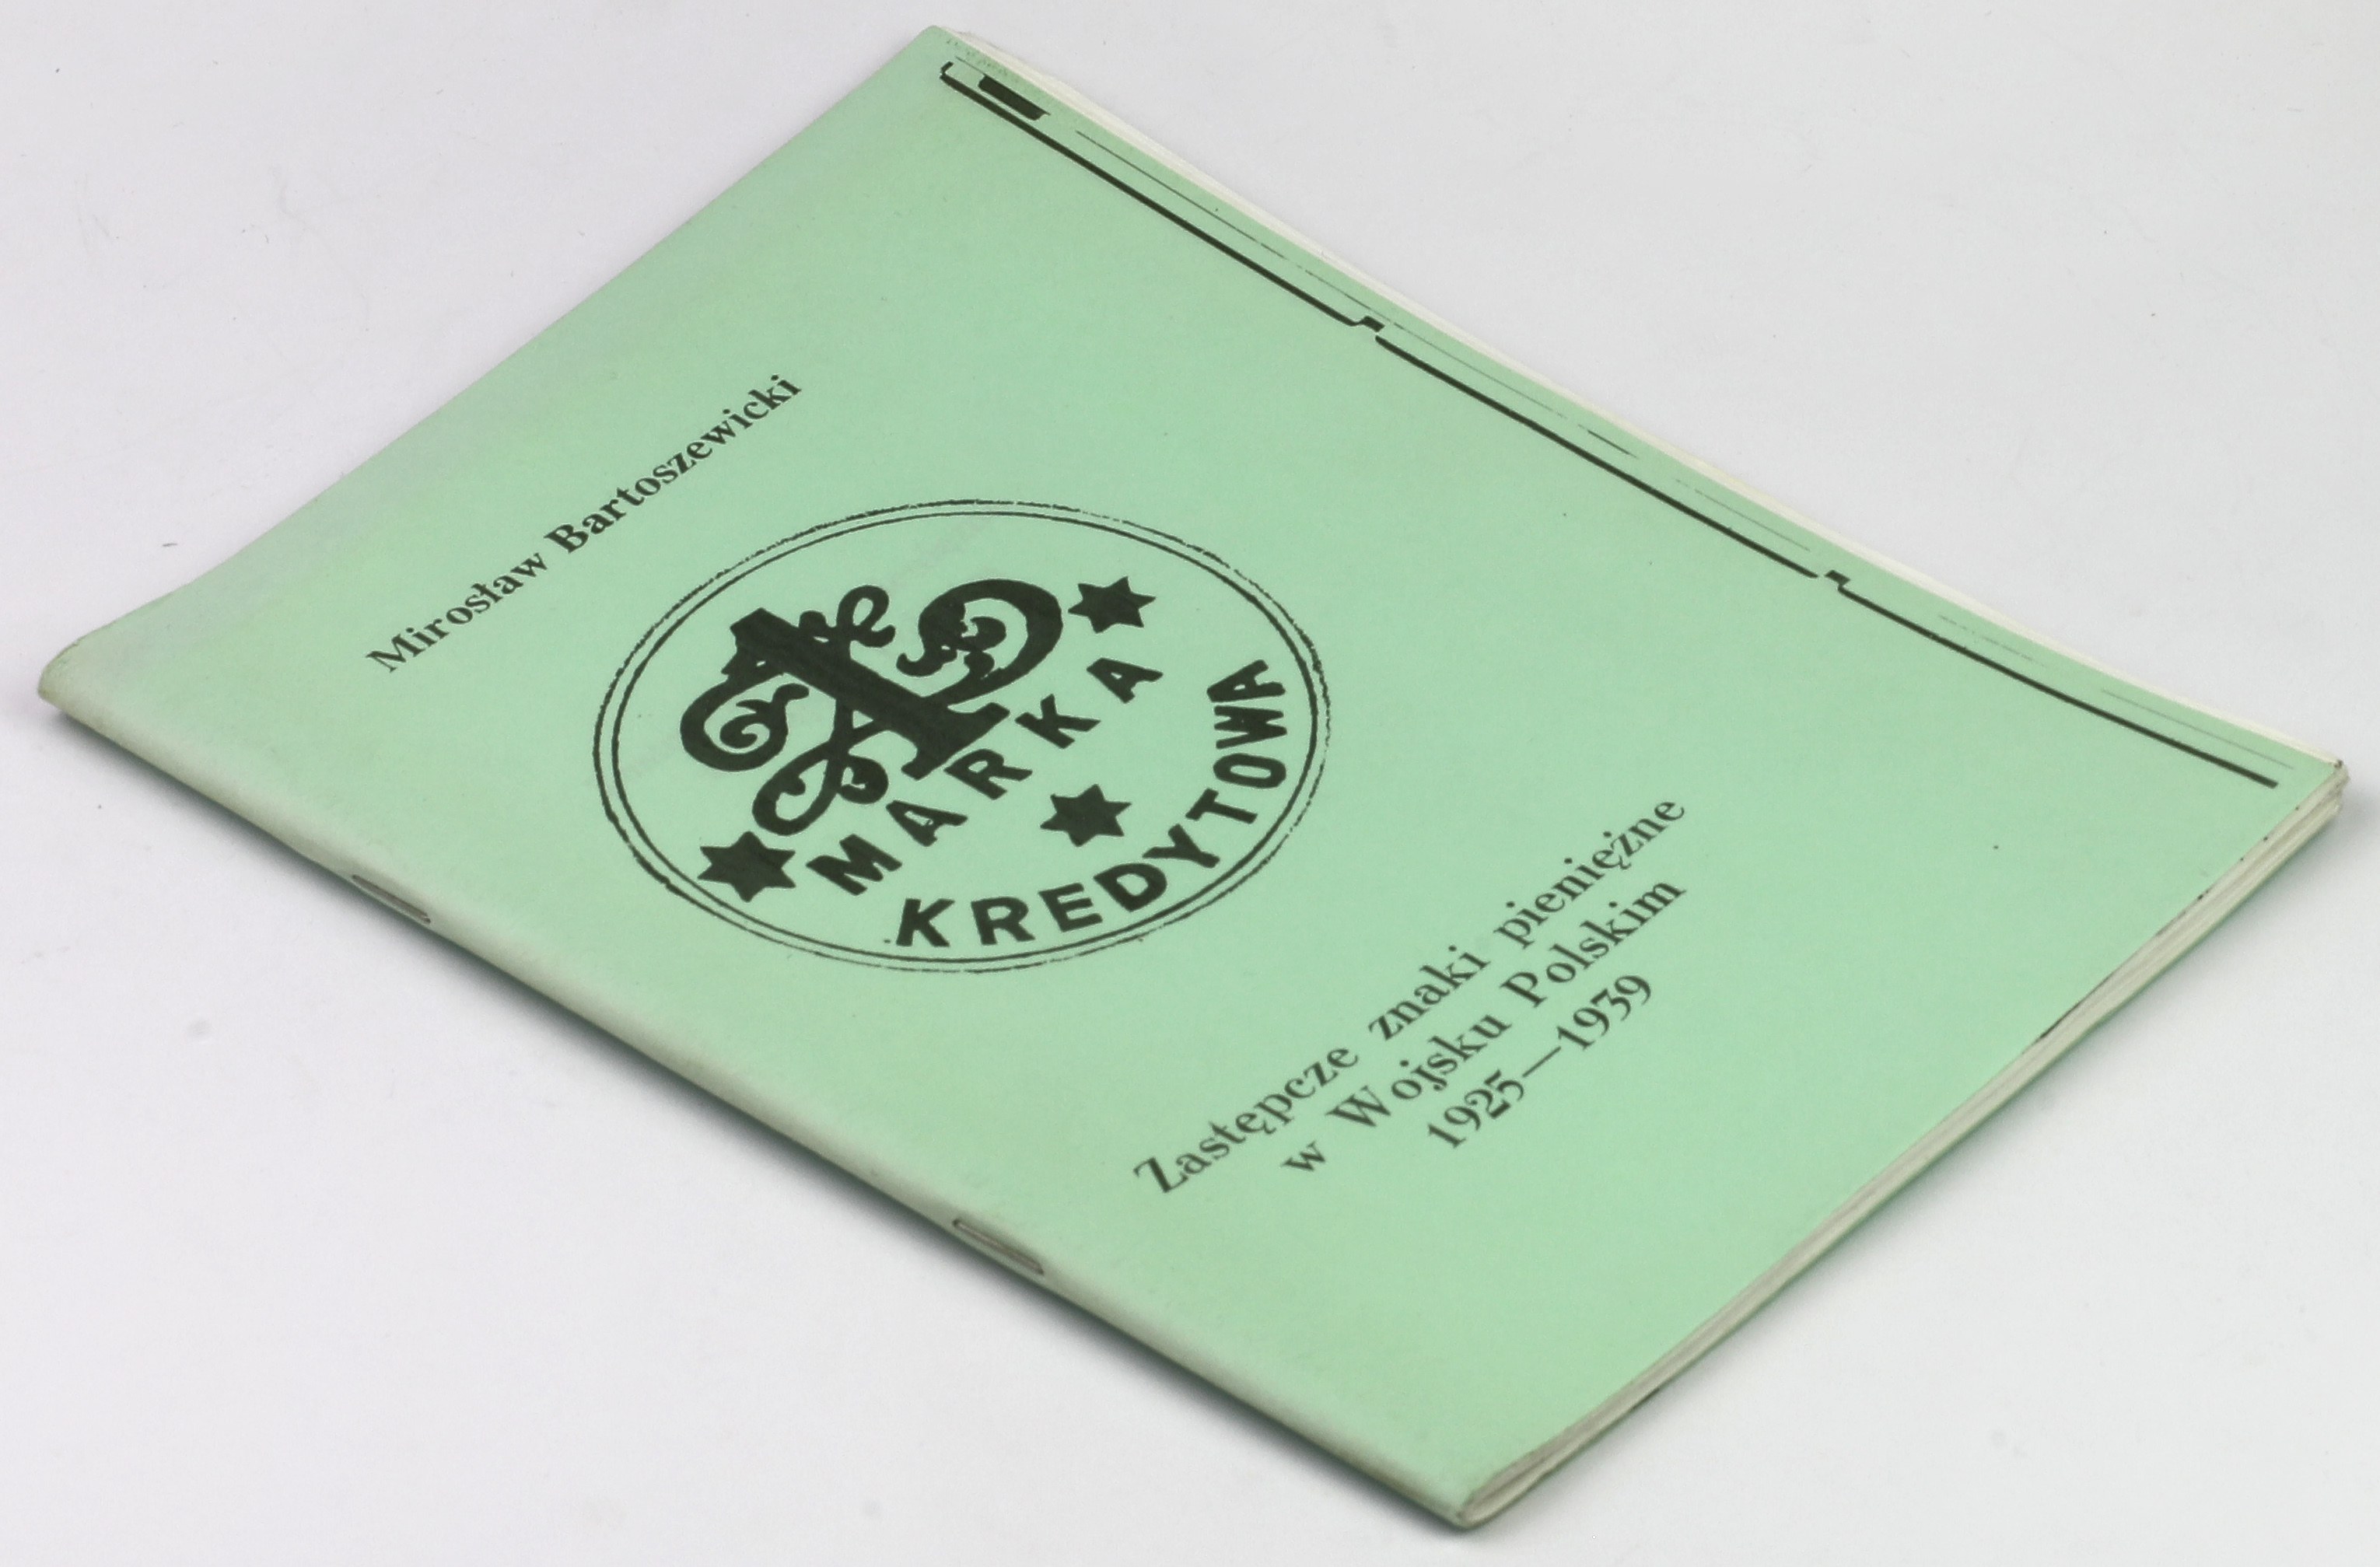 Mirosław Bartoszewicki
1
MARKA
KREDYTOWA
Zastępcze znaki pieniężne
w Wojsku Polskim
1925—1939